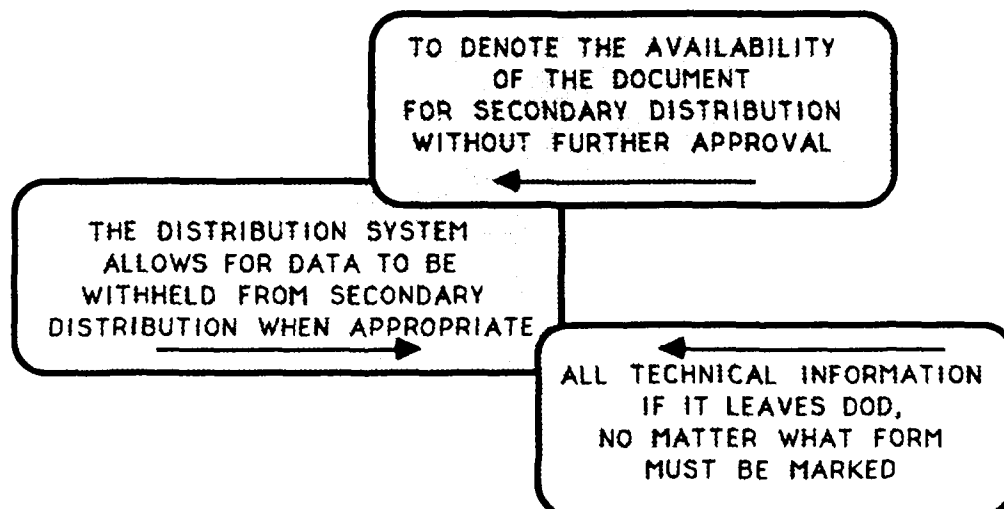 TO DENOTE THE AVAILABILITY
OF THE DOCUMENT
FOR SECONDARY DISTRIBUTION
WITHOUT FURTHER APPROVAL
THE DISTRIBUTION SYSTEM
ALLOWS FOR DATA TO BE
WITHHELD FROM SECONDARY
DISTRIBUTION WHEN APPROPRIATE
ALL TECHNICAL INFORMATION
IF IT LEAVES DOD,
NO MATTER WHAT FORM
MUST BE MARKED